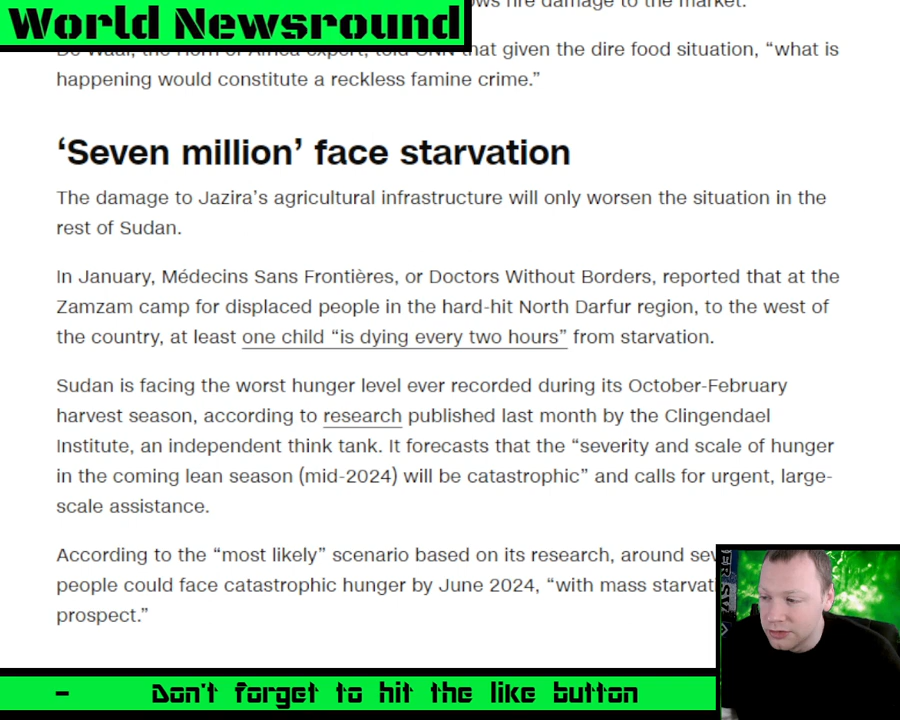 World Newsround
ws fire damage to the market.
that given the dire food situation, “what is
happening would constitute a reckless famine crime.”
‘Seven million’ face starvation
The damage to Jazira’s agricultural infrastructure will only worsen the situation in the
rest of Sudan.
In January, Médecins Sans Frontières, or Doctors Without Borders, reported that at the
Zamzam camp for displaced people in the hard-hit North Darfur region, to the west of
the country, at least one child “is dying every two hours” from starvation.
Sudan is facing the worst hunger level ever recorded during its October-February
harvest season, according to research published last month by the Clingendael
Institute, an independent think tank. It forecasts that the “severity and scale of hunger
in the coming lean season (mid-2024) will be catastrophic” and calls for urgent, large-
scale assistance.
According to the “most likely” scenario based on its research, around sev
people could face catastrophic hunger by June 2024, “with mass starvat
prospect.”
- Don't forget to hit the like button